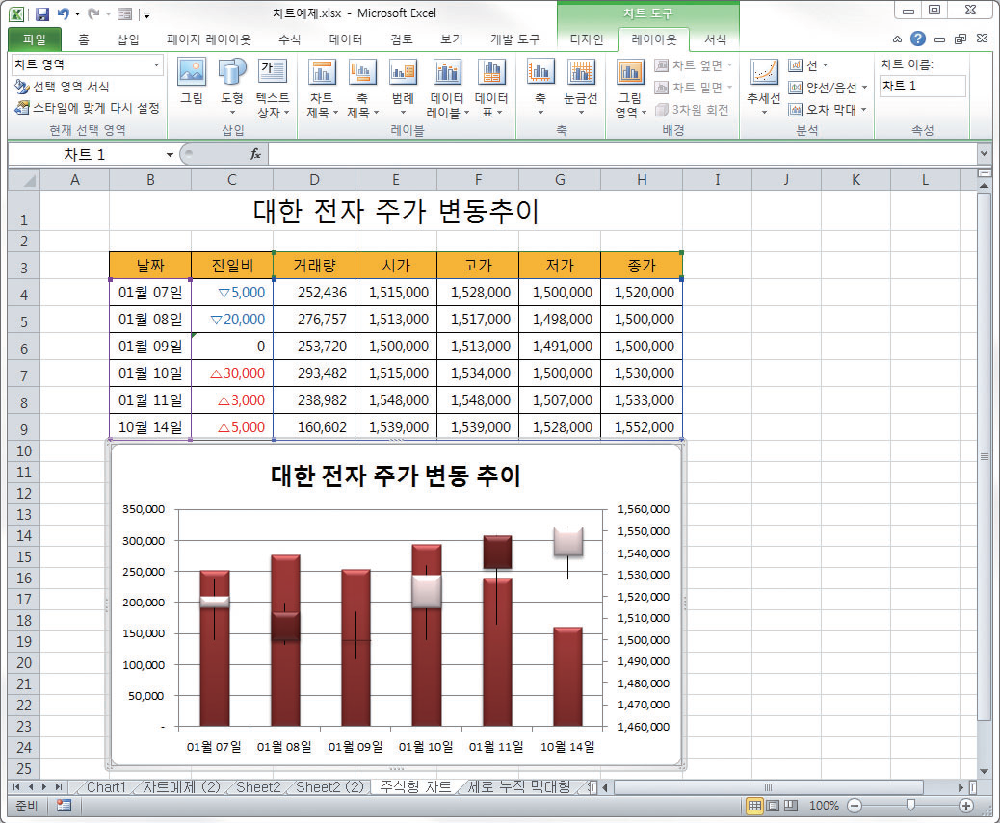 차트예제.xlsx - Microsoft Excel
차트 도구
파일 홈 삽입 페이지 레이아웃 수식 데이터 검토 보기 개발 도구 디자인 레이아웃 서식
차트 영역
선택 영역 서식
스타일에 맞게 다시 설정
현재 선택 영역
그림 도형 텍스트 상자
삽입
차트 제목 축 제목 범례 데이터 레이블 데이터 표
레이블
축 눈금선
축
그림 영역 차트 옆면 차트 밑면 3차원 회전
배경
추세선 선 양선/음선 오차 막대
분석
차트 이름:
차트 1
속성
차트 1 fx
A B C D E F G H I J K L
1 대한 전자 주가 변동추이
2
3 날짜 진일비 거래량 시가 고가 저가 종가
4 01월 07일 ▽5,000 252,436 1,515,000 1,528,000 1,500,000 1,520,000
5 01월 08일 ▽20,000 276,757 1,513,000 1,517,000 1,498,000 1,500,000
6 01월 09일 0 253,720 1,500,000 1,513,000 1,491,000 1,500,000
7 01월 10일 △30,000 293,482 1,515,000 1,534,000 1,500,000 1,530,000
8 01월 11일 △3,000 238,982 1,548,000 1,548,000 1,507,000 1,533,000
9 10월 14일 △5,000 160,602 1,539,000 1,539,000 1,528,000 1,552,000
10
11
12
13
14
15
16
17
18
19
20
21
22
23
24
25
대한 전자 주가 변동 추이
350,000
300,000
250,000
200,000
150,000
100,000
50,000
-
1,560,000
1,550,000
1,540,000
1,530,000
1,520,000
1,510,000
1,500,000
1,490,000
1,480,000
1,470,000
1,460,000
01월 07일 01월 08일 01월 09일 01월 10일 01월 11일 10월 14일
Chart1 차트예제 (2) Sheet2 Sheet2 (2) 주식형 차트 세로 누적 막대형
준비 100%